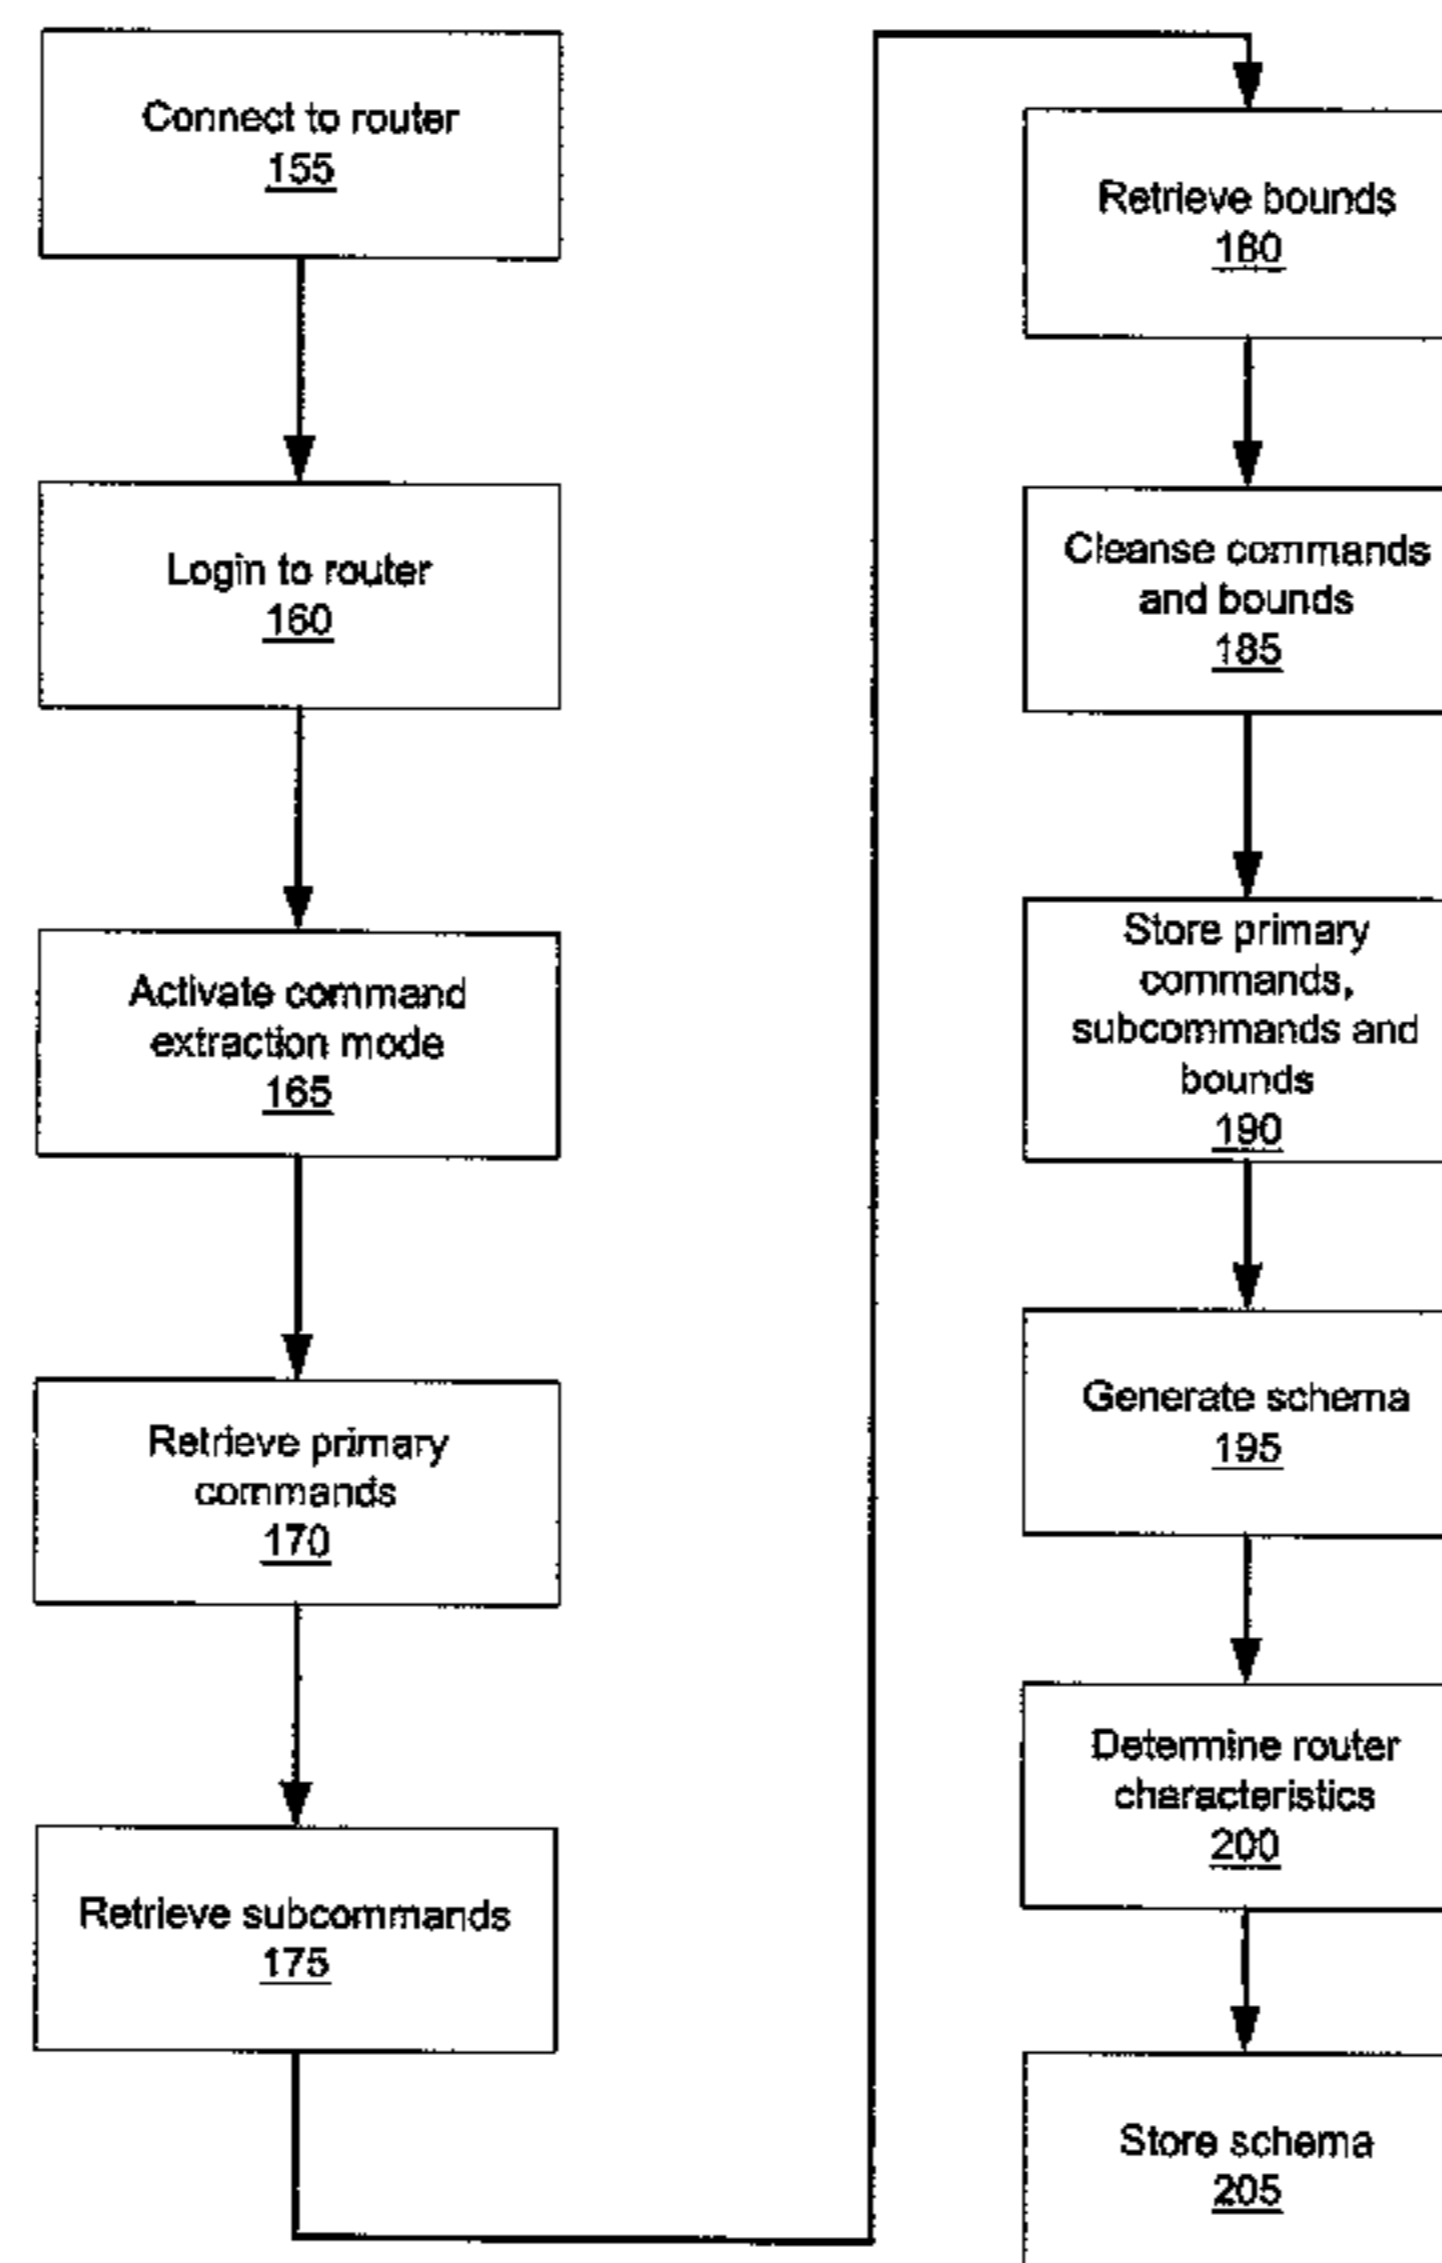 Connect to router
155
Login to router
160
Activate command
extraction mode
165
Retrieve primary
commands
170
Retrieve subcommands
175
Retrieve bounds
180
Cleanse commands
and bounds
185
Store primary
commands,
subcommands and
bounds
190
Generate schema
195
Determine router
characteristics
200
Store schema
205